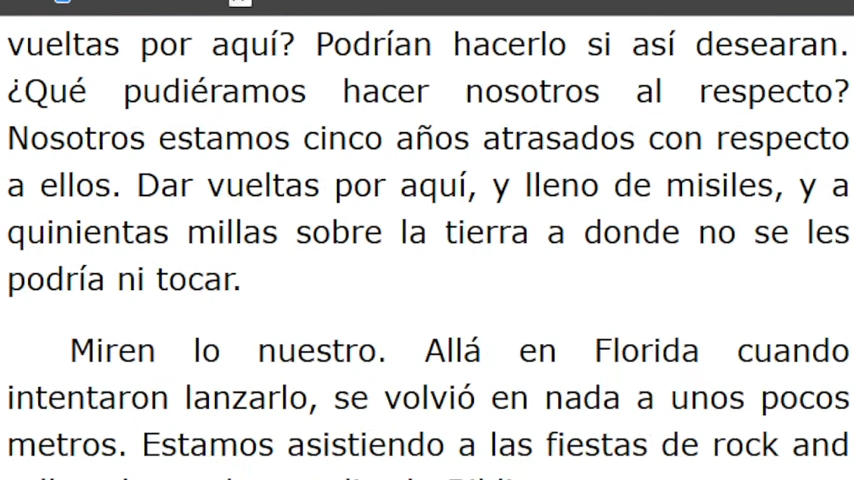 vueltas por aquí? Podrían hacerlo si así desearan.
¿Qué pudiéramos hacer nosotros al respecto?
Nosotros estamos cinco años atrasados con respecto
a ellos. Dar vueltas por aquí, y lleno de misiles, y a
quinientas millas sobre la tierra a donde no se les
podría ni tocar.
Miren lo nuestro. Allá en Florida cuando
intentaron lanzarlo, se volvió en nada a unos pocos
metros. Estamos asistiendo a las fiestas de rock and